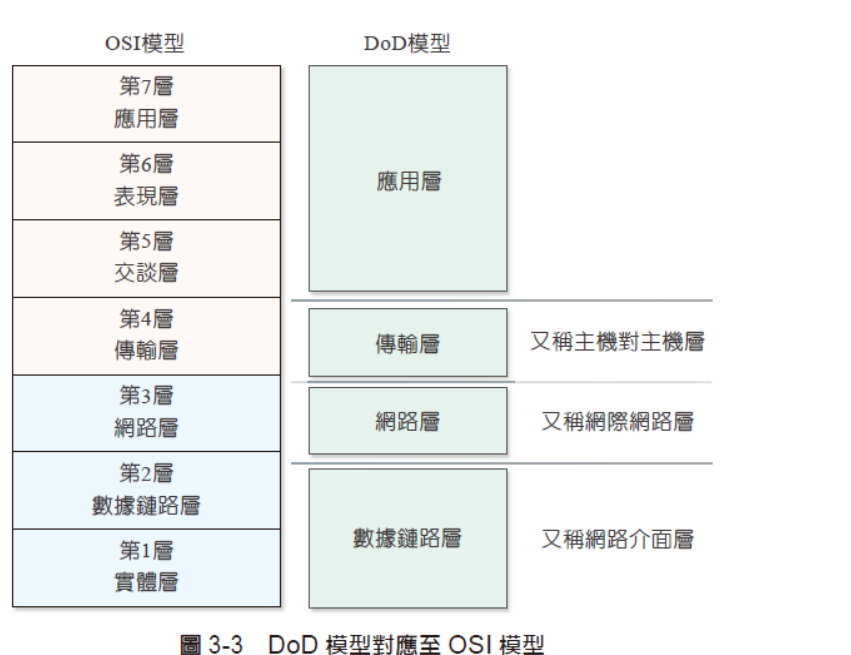 OSI模型
DoD模型
第7層
應用層
第6層
表現層
第5層
交談層
第4層
傳輸層
第3層
網路層
第2層
數據鏈路層
第1層
實體層
應用層
傳輸層
又稱主機對主機層
網路層
又稱網際網路層
數據鏈路層
又稱網路介面層
圖 3-3 DoD 模型對應至 OSI 模型